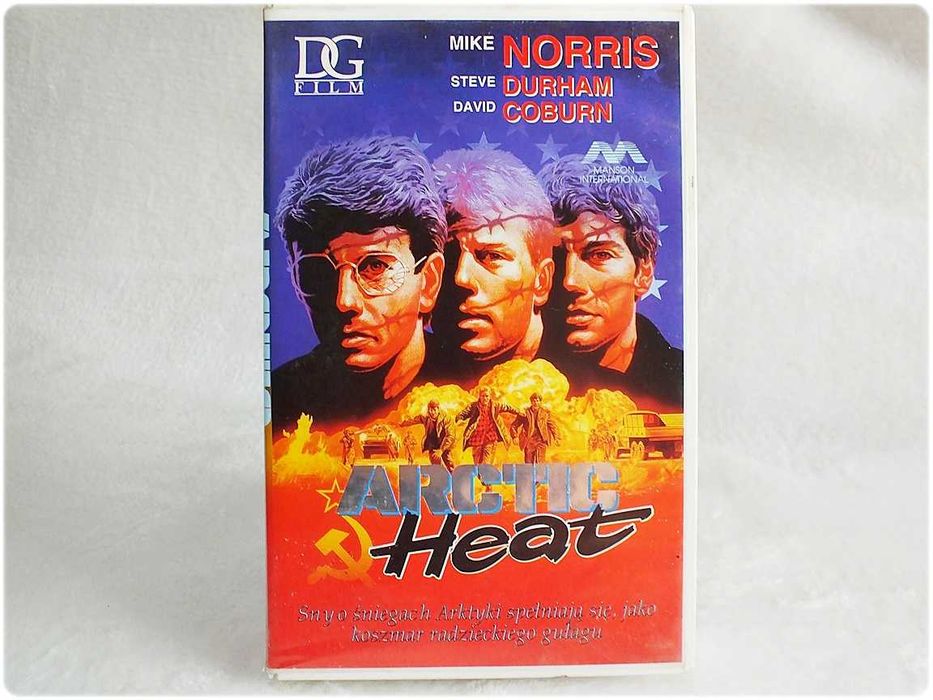 DG
FILM
MIKE NORRIS
STEVE DURHAM
DAVID COBURN
MANSON
INTERNATIONAL
ARCTIC
Heat
Sny o śniegach Arktyki spełniają się, jako
koszmar radzieckiego gułagu